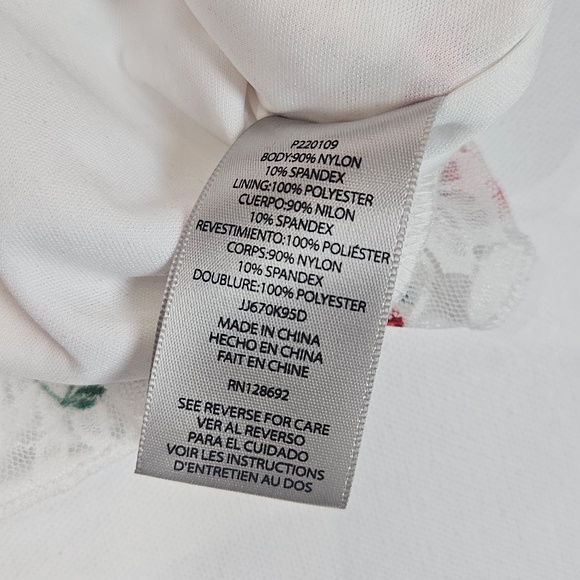 P220109
BODY:90% NYLON
10% SPANDEX
LINING:100% POLYESTER
CUERPO:90% NILON
10% SPANDEX
REVESTIMIENTO:100% POLIÉSTER
CORPS:90% NYLON
10% SPANDEX
DOUBLURE:100% POLYESTER
JJ670K95D
MADE IN CHINA
HECHO EN CHINA
FAIT EN CHINE
RN128692
SEE REVERSE FOR CARE
VER AL REVERSO
PARA EL CUIDADO
VOIR LES INSTRUCTIONS
D'ENTRETIEN AU DOS